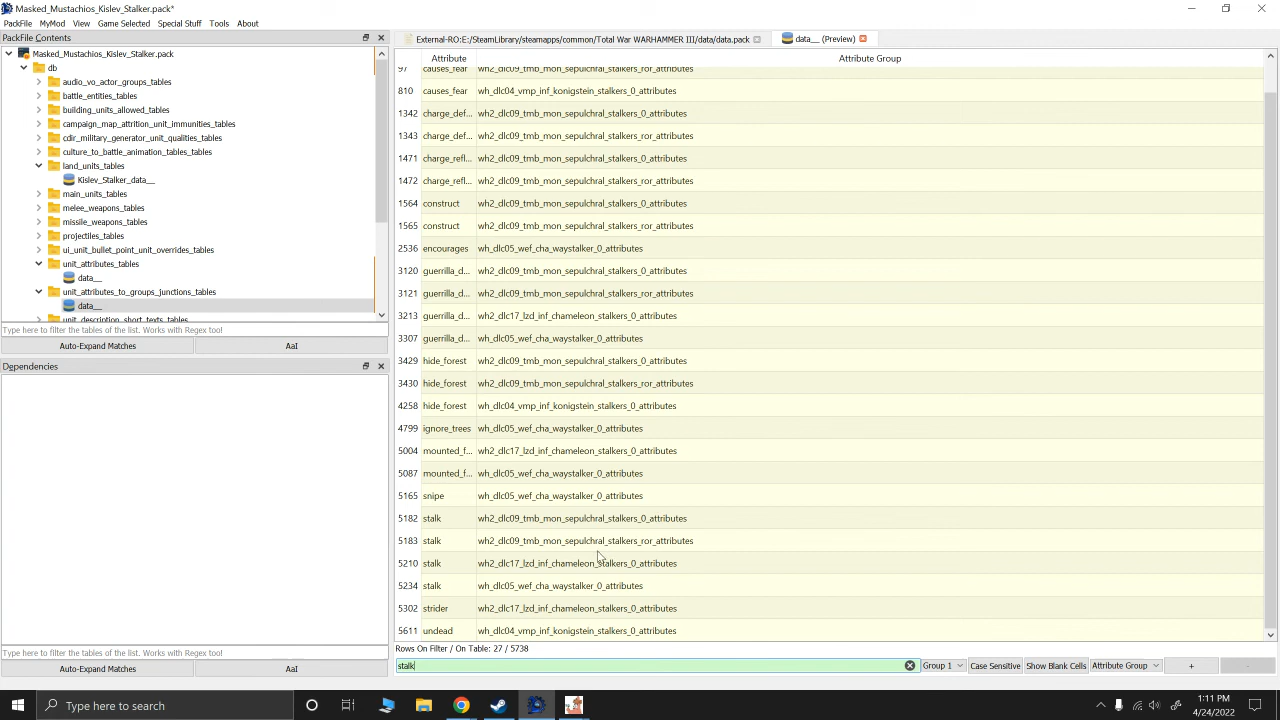 Masked_Mustachios_Kislev_Stalker.pack*
PackFile MyMod View Game Selected Special Stuff Tools About
PackFile Contents
Masked_Mustachios_Kislev_Stalker.pack
db
audio_vo_actor_groups_tables
battle_entities_tables
building_units_allowed_tables
campaign_map_attrition_unit_immunities_tables
cdir_military_generator_unit_qualities_tables
culture_to_battle_animation_tables_tables
land_units_tables
Kislev_Stalker_data__
main_units_tables
melee_weapons_tables
missile_weapons_tables
projectiles_tables
ui_unit_bullet_point_unit_overrides_tables
unit_attributes_tables
data__
unit_attributes_to_groups_junctions_tables
data__
unit_description_short_texts_tables
Type here to filter the tables of the list. Works with Regex too!
Auto-Expand Matches AaI
Dependencies
Type here to filter the tables of the list. Works with Regex too!
Auto-Expand Matches AaI
External-RO:E:/SteamLibrary/steamapps/common/Total War WARHAMMER III/data/data.pack data__ (Preview)
Attribute Attribute Group
97 causes_fear wh2_dlc09_tmb_mon_sepulchral_stalkers_ror_attributes
810 causes_fear wh_dlc04_vmp_inf_konigstein_stalkers_0_attributes
1342 charge_def... wh2_dlc09_tmb_mon_sepulchral_stalkers_0_attributes
1343 charge_def... wh2_dlc09_tmb_mon_sepulchral_stalkers_ror_attributes
1471 charge_refl... wh2_dlc09_tmb_mon_sepulchral_stalkers_0_attributes
1472 charge_refl... wh2_dlc09_tmb_mon_sepulchral_stalkers_ror_attributes
1564 construct wh2_dlc09_tmb_mon_sepulchral_stalkers_0_attributes
1565 construct wh2_dlc09_tmb_mon_sepulchral_stalkers_ror_attributes
2536 encourages wh_dlc05_wef_cha_waystalker_0_attributes
3120 guerrilla_d... wh2_dlc09_tmb_mon_sepulchral_stalkers_0_attributes
3121 guerrilla_d... wh2_dlc09_tmb_mon_sepulchral_stalkers_ror_attributes
3213 guerrilla_d... wh2_dlc17_lzd_inf_chameleon_stalkers_0_attributes
3307 guerrilla_d... wh_dlc05_wef_cha_waystalker_0_attributes
3429 hide_forest wh2_dlc09_tmb_mon_sepulchral_stalkers_0_attributes
3430 hide_forest wh2_dlc09_tmb_mon_sepulchral_stalkers_ror_attributes
4258 hide_forest wh_dlc04_vmp_inf_konigstein_stalkers_0_attributes
4799 ignore_trees wh_dlc05_wef_cha_waystalker_0_attributes
5004 mounted_f... wh2_dlc17_lzd_inf_chameleon_stalkers_0_attributes
5087 mounted_f... wh_dlc05_wef_cha_waystalker_0_attributes
5165 snipe wh_dlc05_wef_cha_waystalker_0_attributes
5182 stalk wh2_dlc09_tmb_mon_sepulchral_stalkers_0_attributes
5183 stalk wh2_dlc09_tmb_mon_sepulchral_stalkers_ror_attributes
5210 stalk wh2_dlc17_lzd_inf_chameleon_stalkers_0_attributes
5234 stalk wh_dlc05_wef_cha_waystalker_0_attributes
5302 strider wh2_dlc17_lzd_inf_chameleon_stalkers_0_attributes
5611 undead wh_dlc04_vmp_inf_konigstein_stalkers_0_attributes
Rows On Filter / On Table: 27 / 5738
stalk Group 1 Case Sensitive Show Blank Cells Attribute Group + -
Type here to search
1:11 PM
4/24/2022